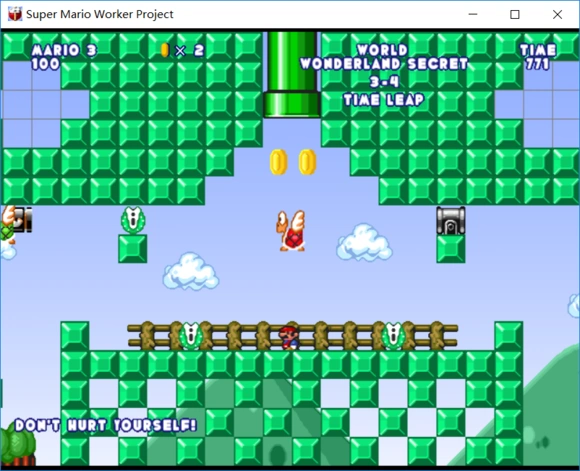 Super Mario Worker Project
MARIO 3
100
× 2
WORLD
WONDERLAND SECRET
3-4
TIME LEAP
TIME
771
DON'T HURT YOURSELF!